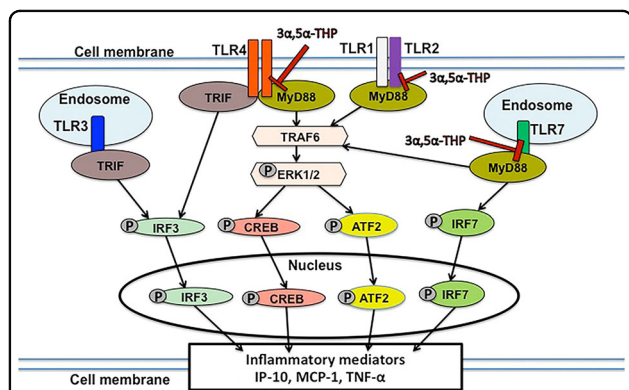 3α,5α-THP
Cell membrane
TLR4
TLR1
TLR2
3α,5α-THP
Endosome
TLR3
TRIF
TRIF
MyD88
MyD88
Endosome
TLR7
3α,5α-THP
MyD88
TRAF6
P
ERK1/2
P
IRF3
P
CREB
P
ATF2
P
IRF7
Nucleus
P
IRF3
P
CREB
P
ATF2
P
IRF7
Inflammatory mediators
IP-10, MCP-1, TNF-α
Cell membrane